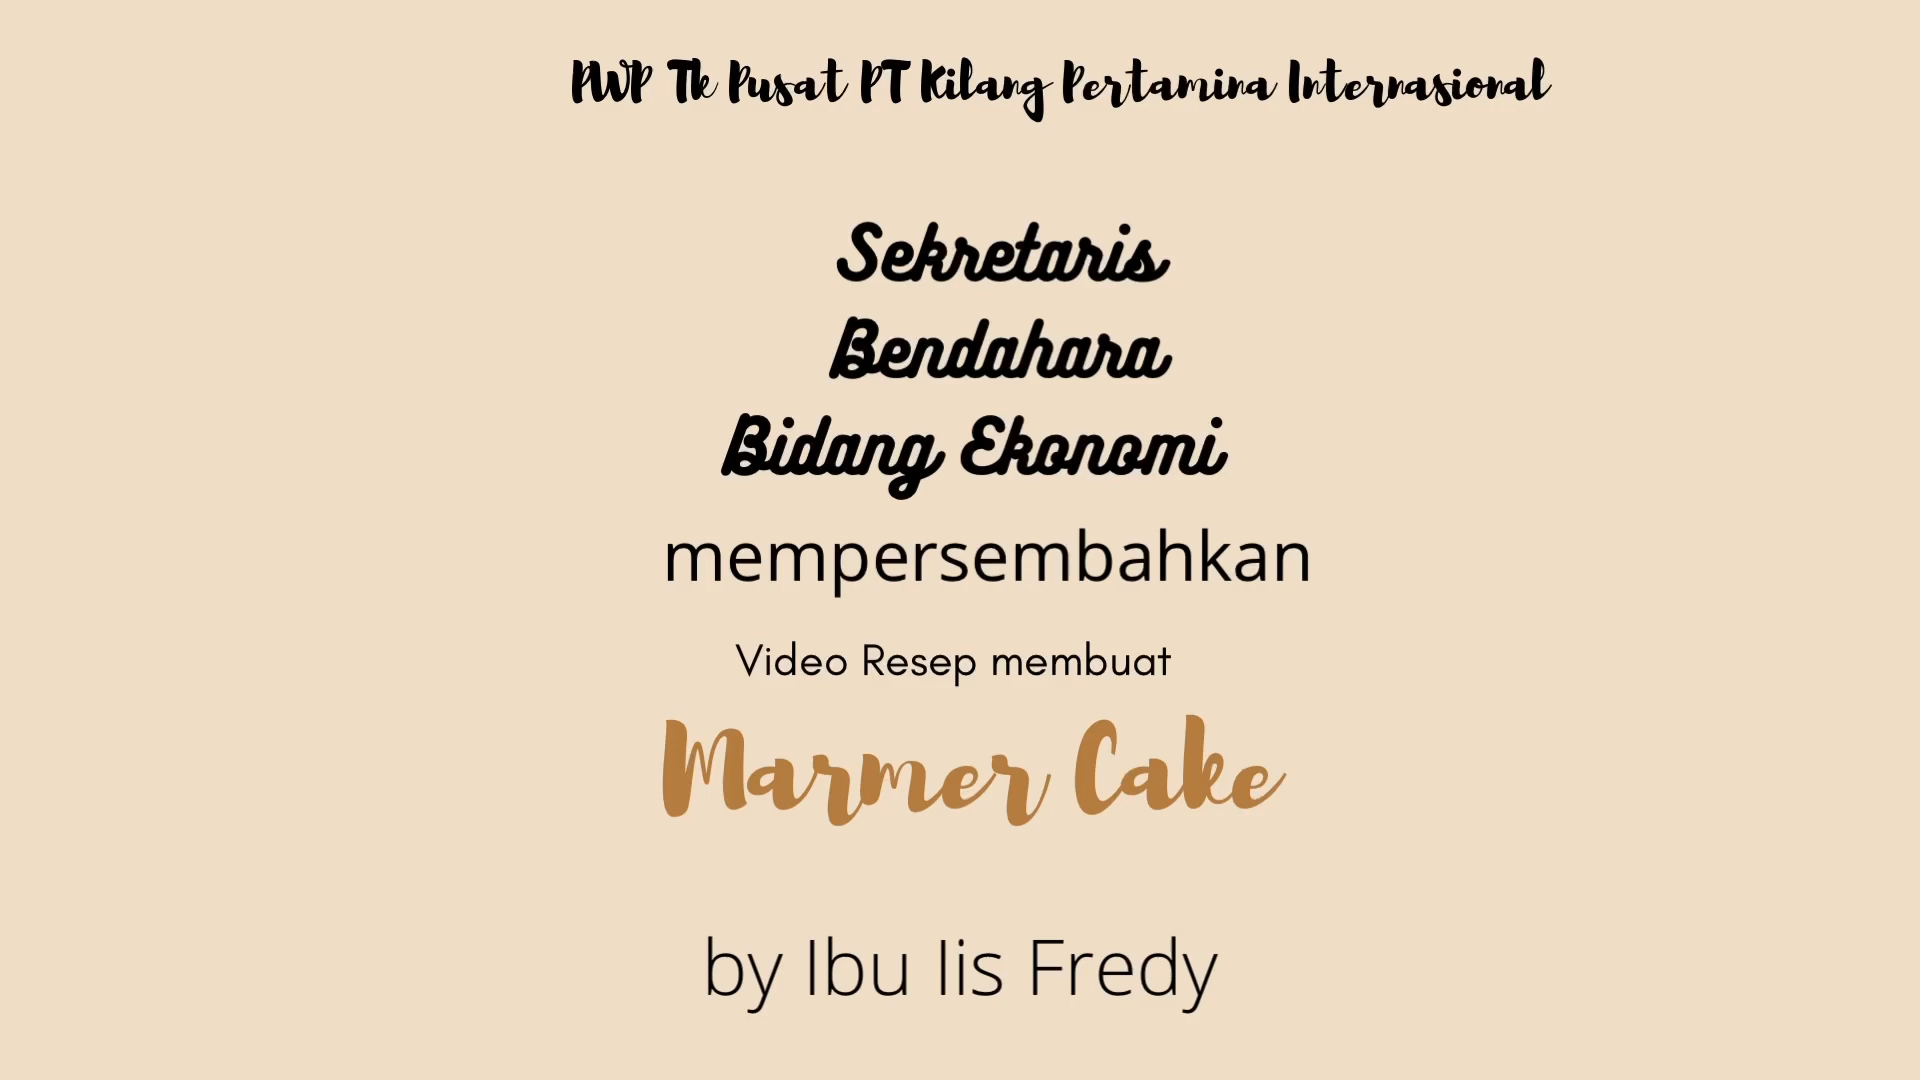 PWP Tk Pusat PT Kilang Pertamina Internasional
Sekretaris
Bendahara
Bidang Ekonomi
mempersembahkan
Video Resep membuat
Marmer Cake
by Ibu Iis Fredy